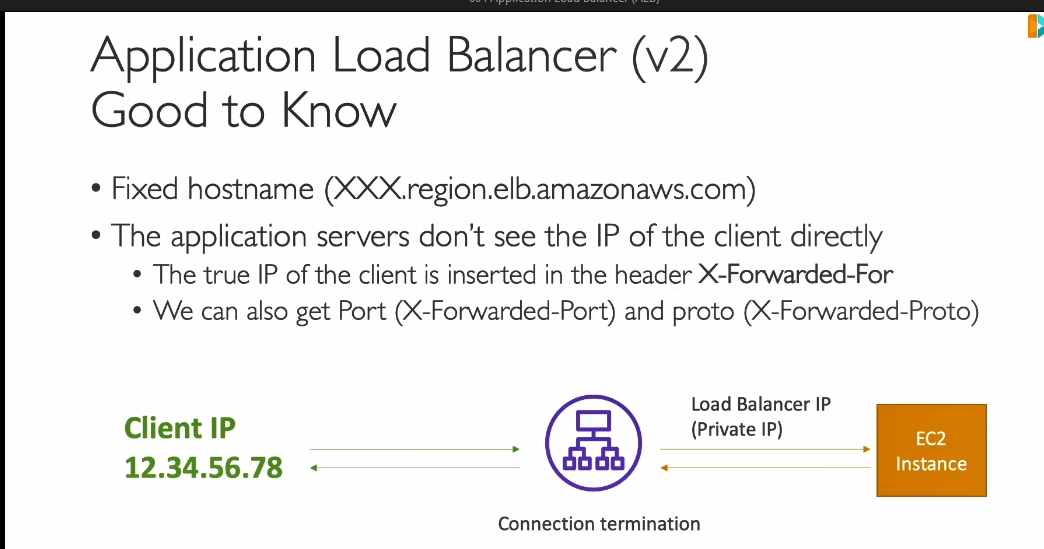 Application Load Balancer (v2)
Good to Know
• Fixed hostname (XXX.region.elb.amazonaws.com)
• The application servers don't see the IP of the client directly
• The true IP of the client is inserted in the header X-Forwarded-For
• We can also get Port (X-Forwarded-Port) and proto (X-Forwarded-Proto)
Client IP
12.34.56.78
Load Balancer IP
(Private IP)
EC2
Instance
Connection termination